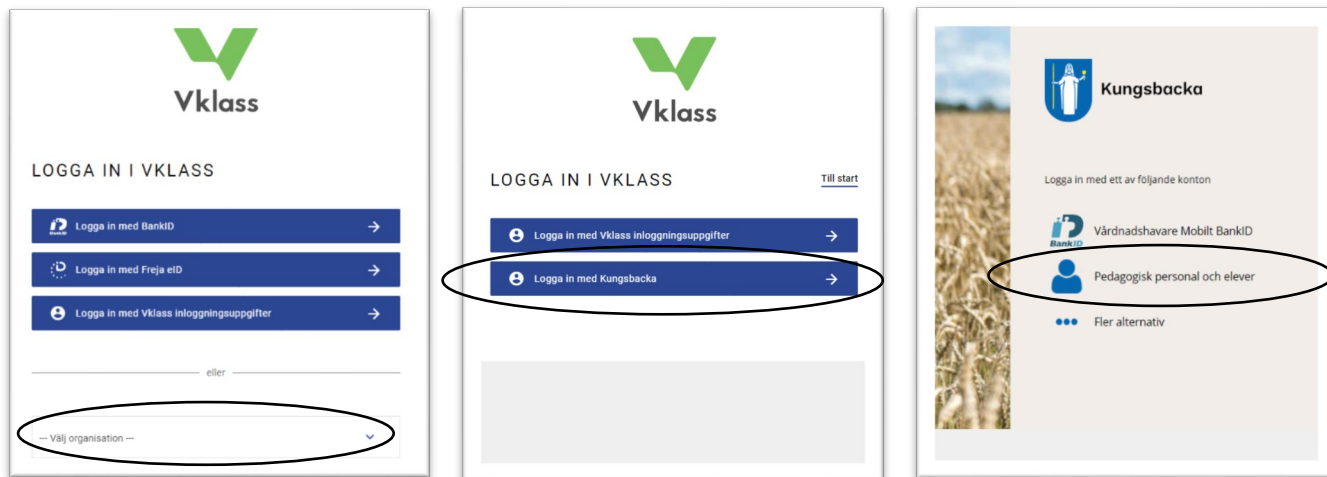 Vklass
LOGGA IN I VKLASS
BankID
Logga in med BankID
Logga in med Freja eID
Logga in med Vklass inloggningsuppgifter
eller
--- Välj organisation ---
Vklass
LOGGA IN I VKLASS
Till start
Logga in med Vklass inloggningsuppgifter
Logga in med Kungsbacka
Kungsbacka
Logga in med ett av följande konton
BankID
Vårdnadshavare Mobilt BankID
Pedagogisk personal och elever
Fler alternativ